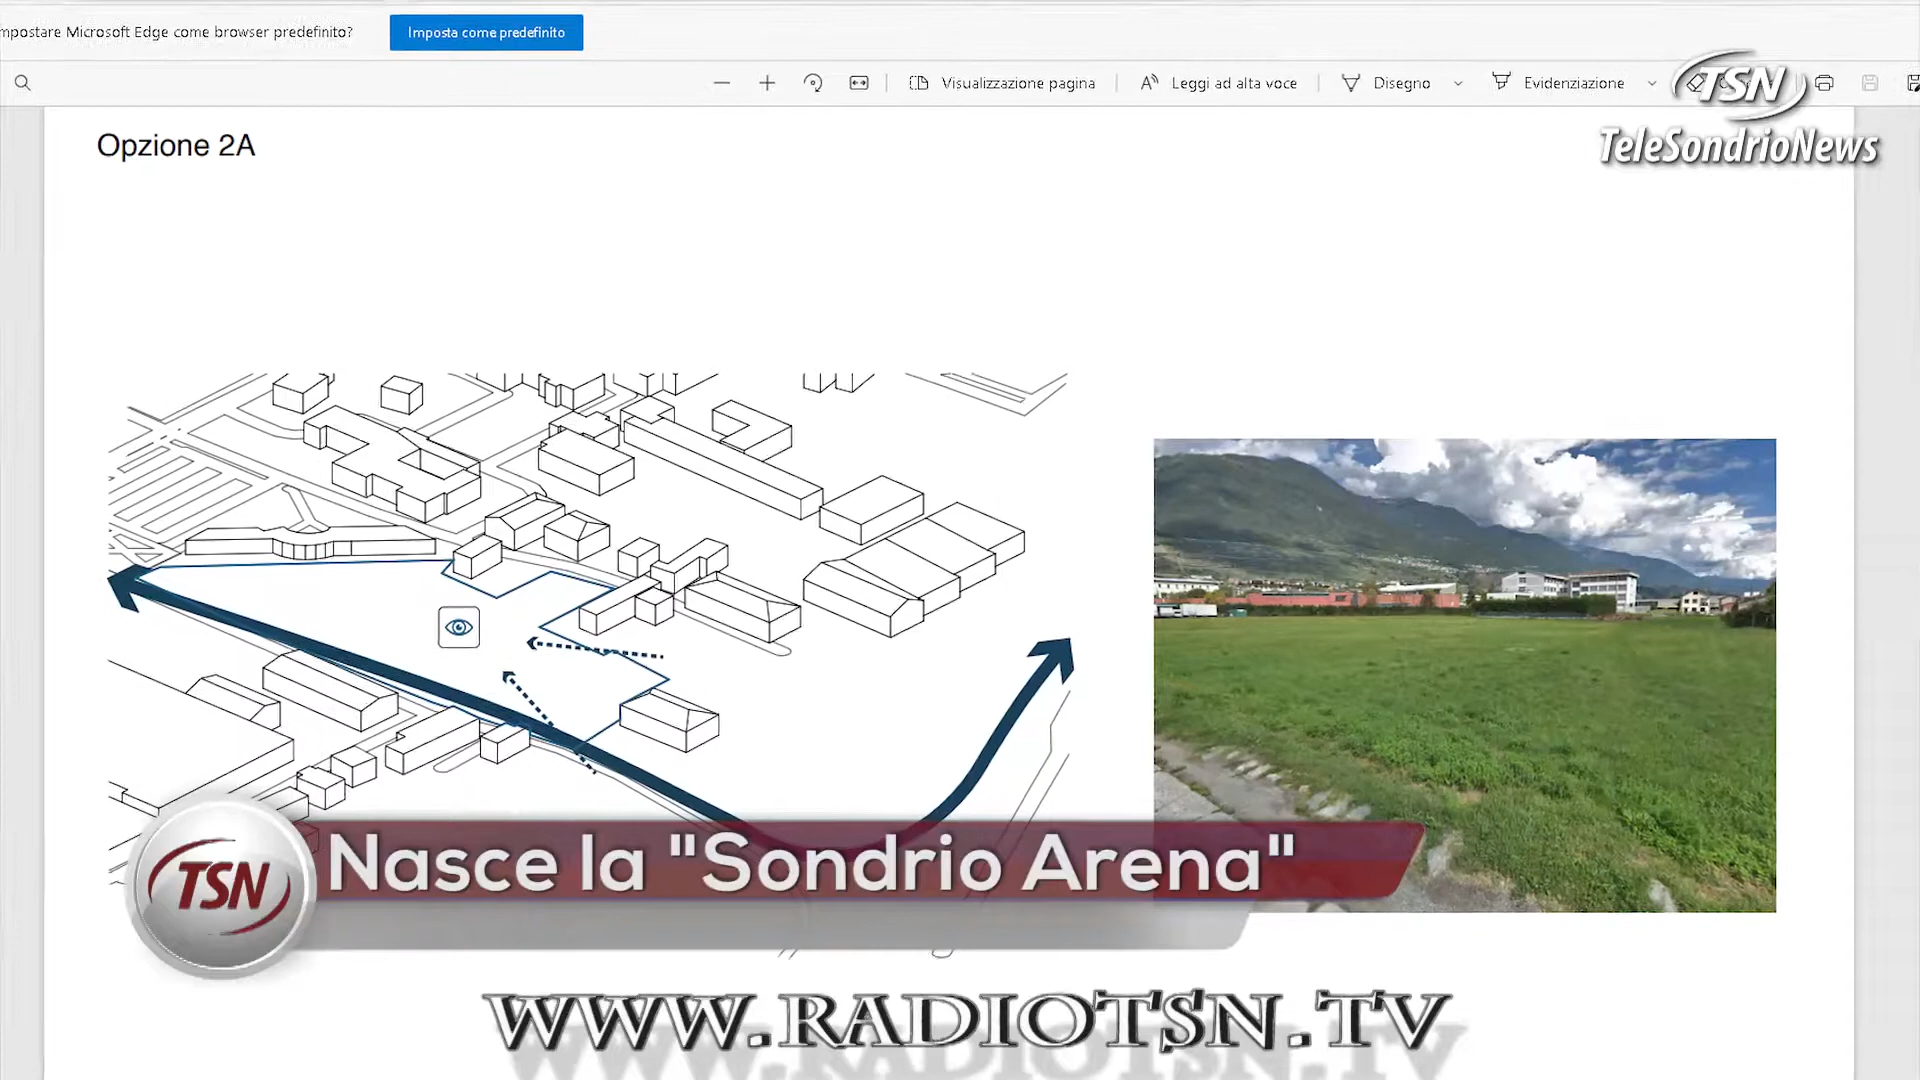 mpostare Microsoft Edge come browser predefinito?
Imposta come predefinito
Visualizzazione pagina
Leggi ad alta voce
Disegno
Evidenziazione
TSN
TeleSondrioNews
Opzione 2A
TSN
Nasce la "Sondrio Arena"
WWW.RADIOTSN.TV